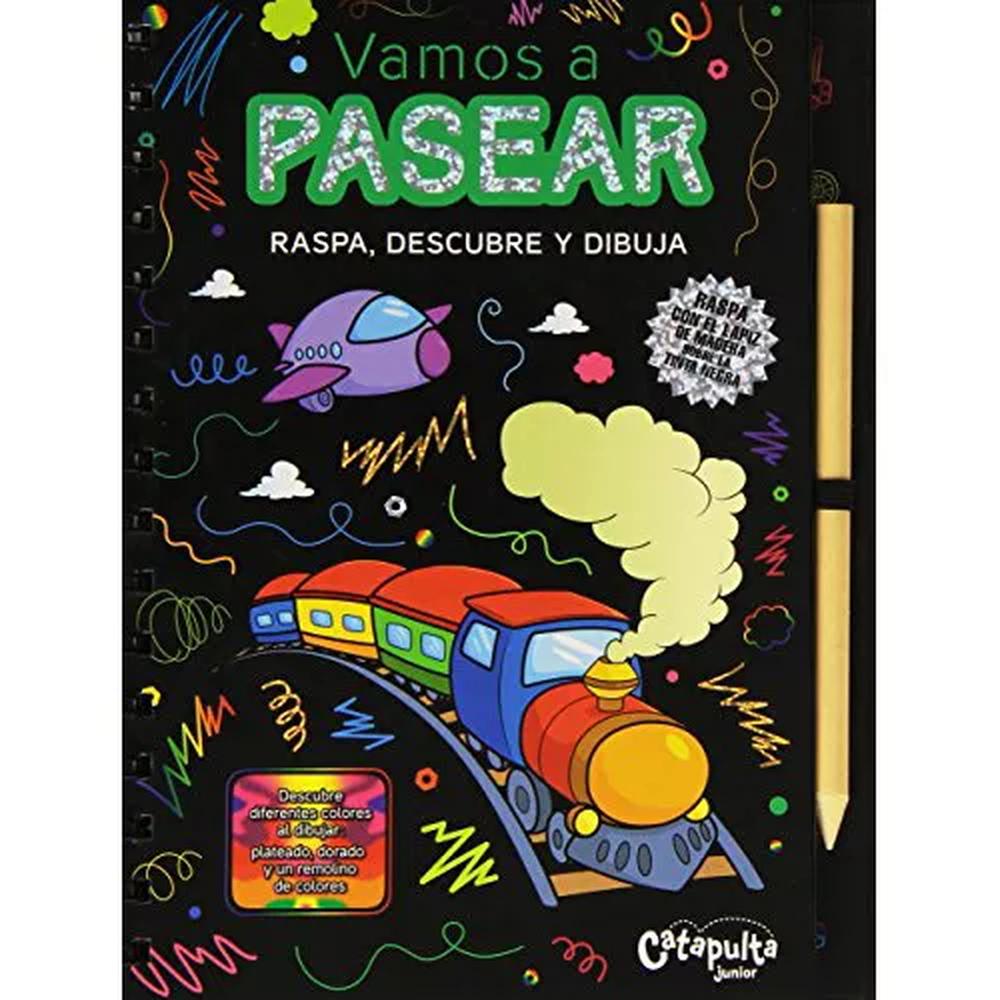 Vamos a
PASEAR
RASPA, DESCUBRE Y DIBUJA
RASPA
CON EL LÁPIZ
DE MADERA
SOBRE LA
TINTA NEGRA
Descubre
diferentes colores
al dibujar:
plateado, dorado
y un remolino
de colores
Catapulta
junior